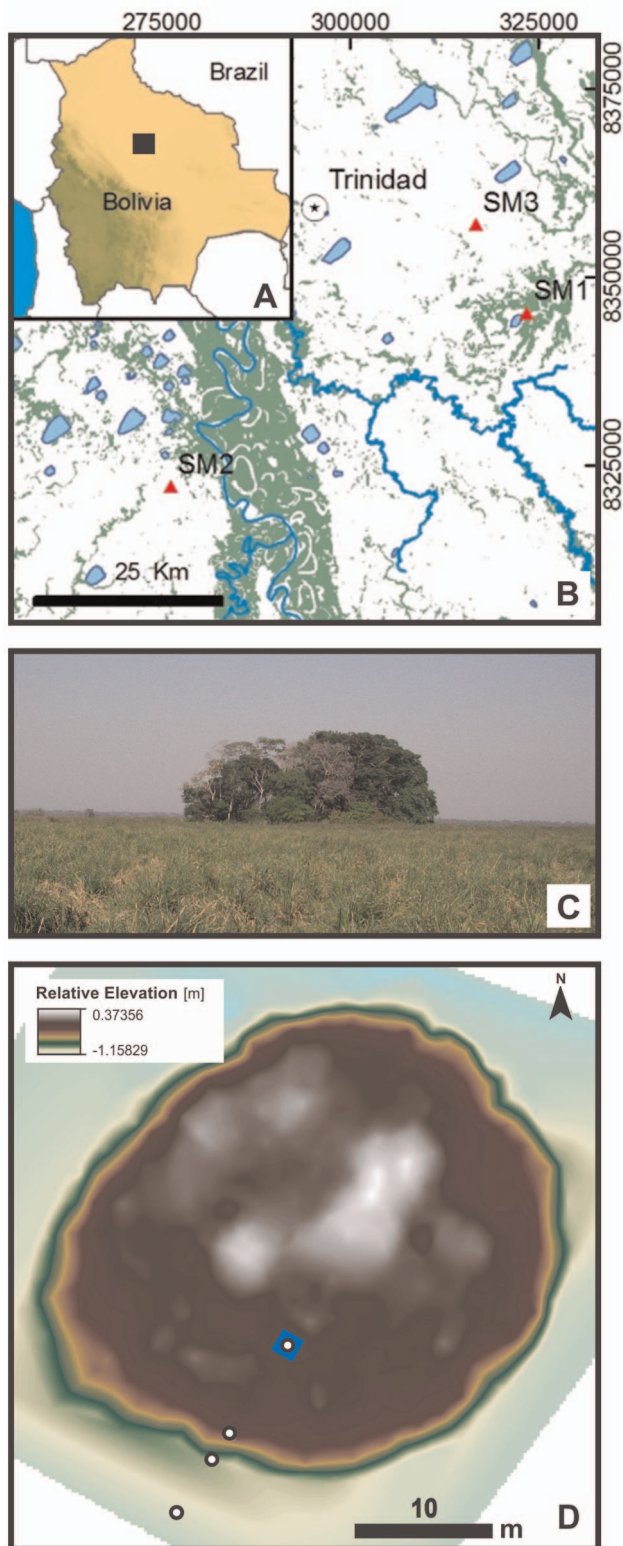 275000 300000 325000
Brazil
Bolivia
A
Trinidad
SM3
SM1
SM2
25 Km
B
8375000
8350000
8325000
C
Relative Elevation [m]
0.37356
-1.15829
N
10 m
D